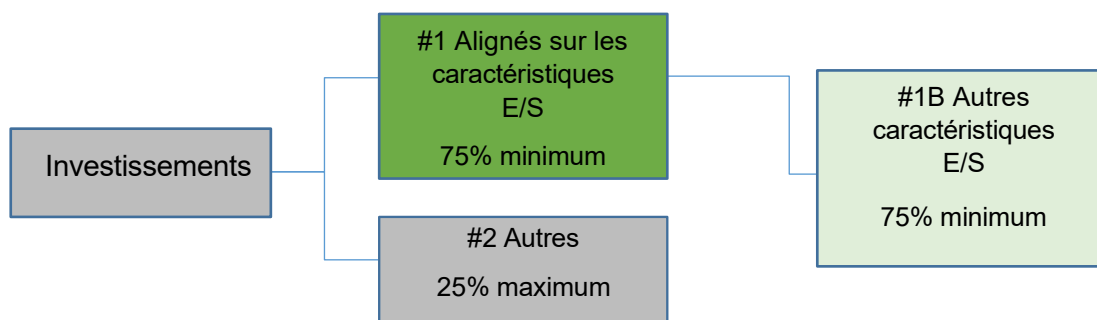 Investissements
#1 Alignés sur les
caractéristiques
E/S
75% minimum
#2 Autres
25% maximum
#1B Autres
caractéristiques
E/S
75% minimum